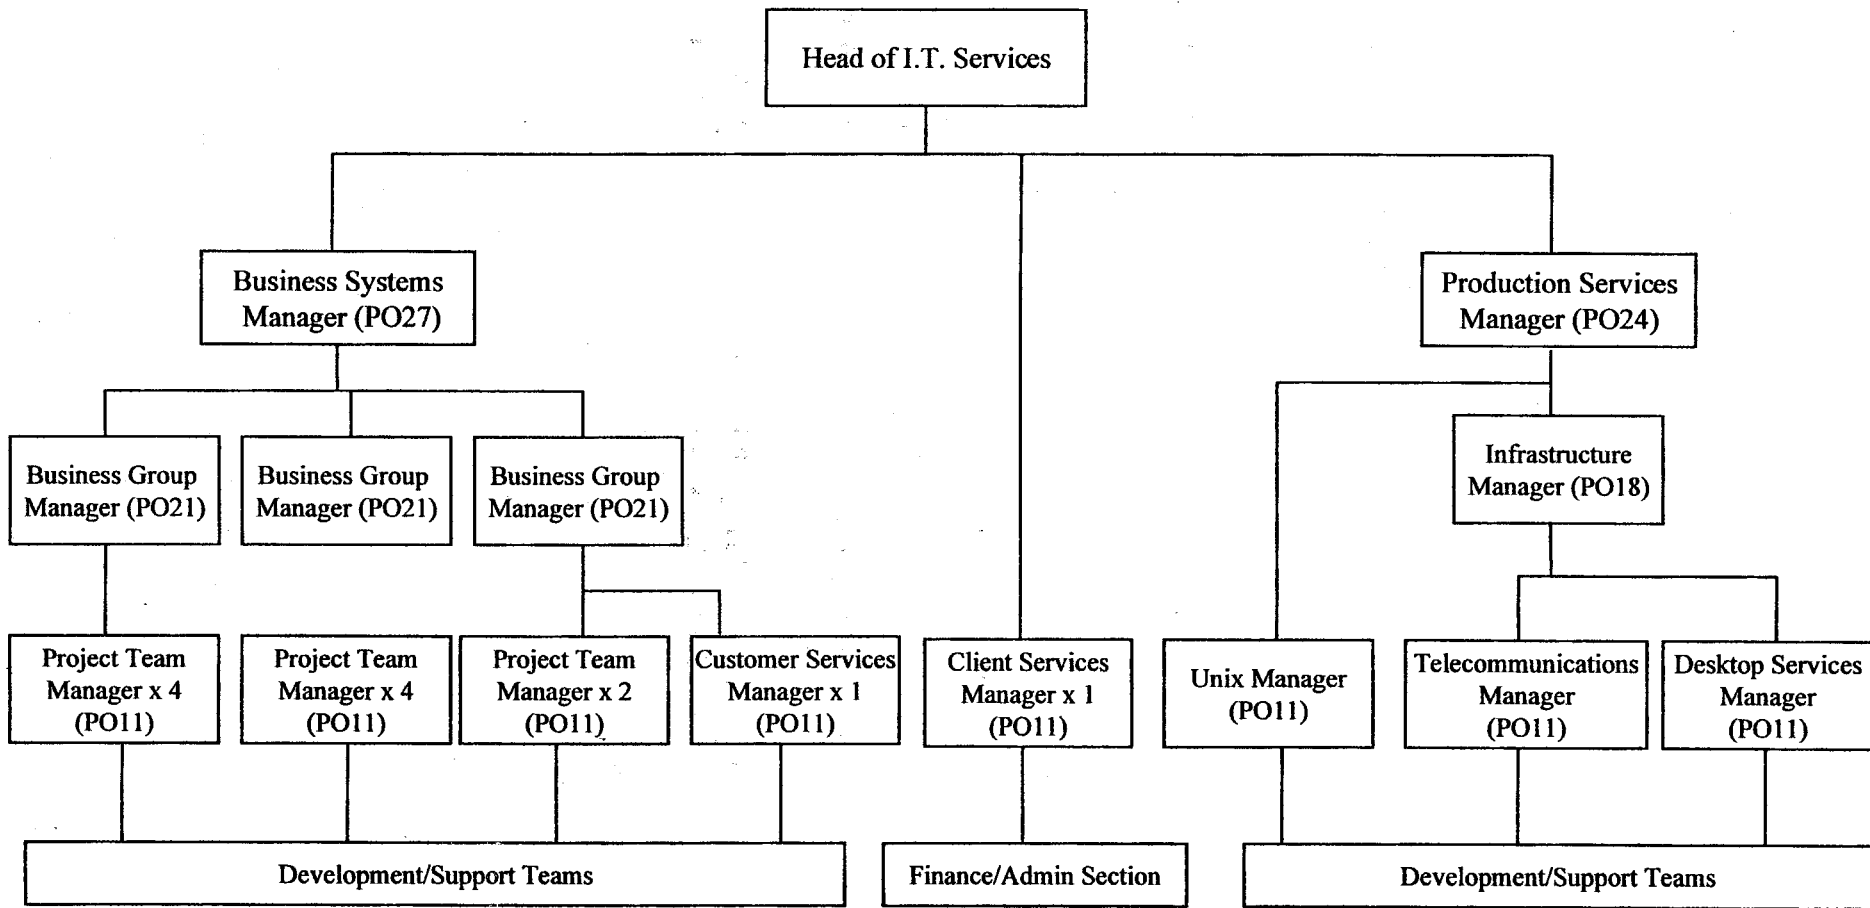 Head of I.T. Services
Business Systems
Manager (PO27)
Production Services
Manager (PO24)
Business Group
Manager (PO21)
Business Group
Manager (PO21)
Business Group
Manager (PO21)
Infrastructure
Manager (PO18)
Project Team
Manager x 4
(PO11)
Project Team
Manager x 4
(PO11)
Project Team
Manager x 2
(PO11)
Customer Services
Manager x 1
(PO11)
Client Services
Manager x 1
(PO11)
Unix Manager
(PO11)
Telecommunications
Manager
(PO11)
Desktop Services
Manager
(PO11)
Development/Support Teams
Finance/Admin Section
Development/Support Teams